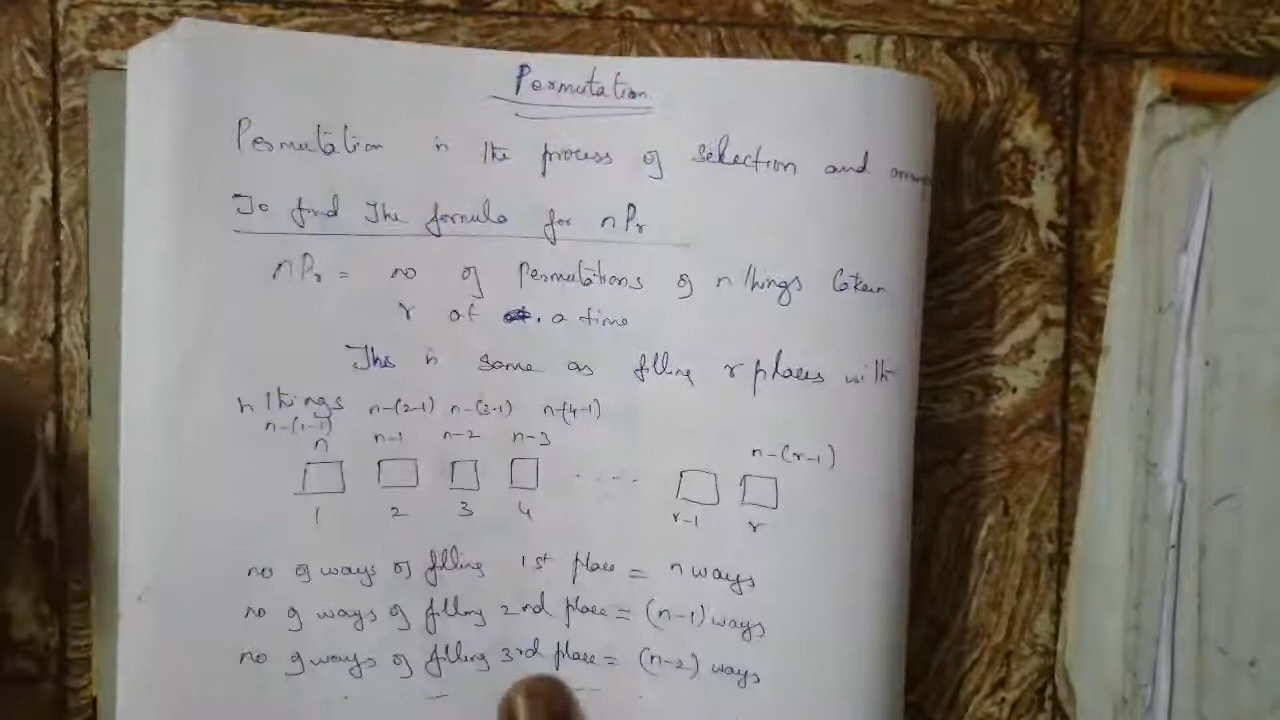 Permutation
Permutation is the process of selection and
To find The formula for nPr
nPr = no of Permutations of n things taken
r at a time
This is same as filling r places with
n things n-(2-1) n-(3-1) n-(4-1)
n-(1-1)
n n-1 n-2 n-3 n-(r-1)
1 2 3 4 .... r-1 r
no of ways of filling 1st place = n ways
no of ways of filling 2nd place = (n-1) ways
no of ways of filling 3rd place = (n-2) ways